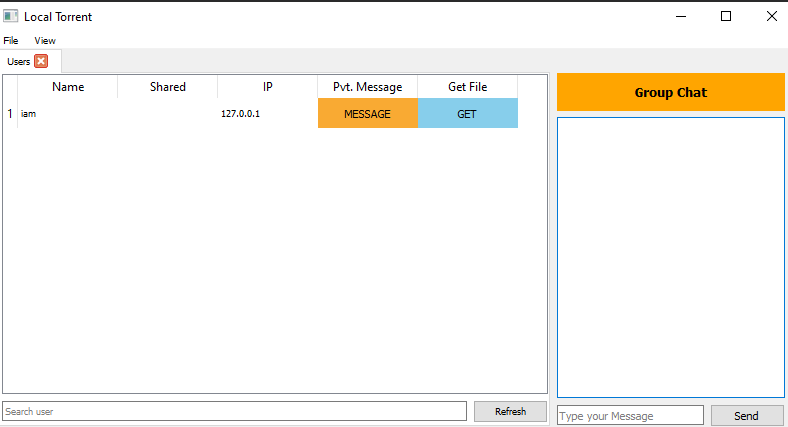 Local Torrent
File View
Users
Name Shared IP Pvt. Message Get File
1 iam 127.0.0.1 MESSAGE GET
Search user Refresh
Group Chat
Type your Message Send